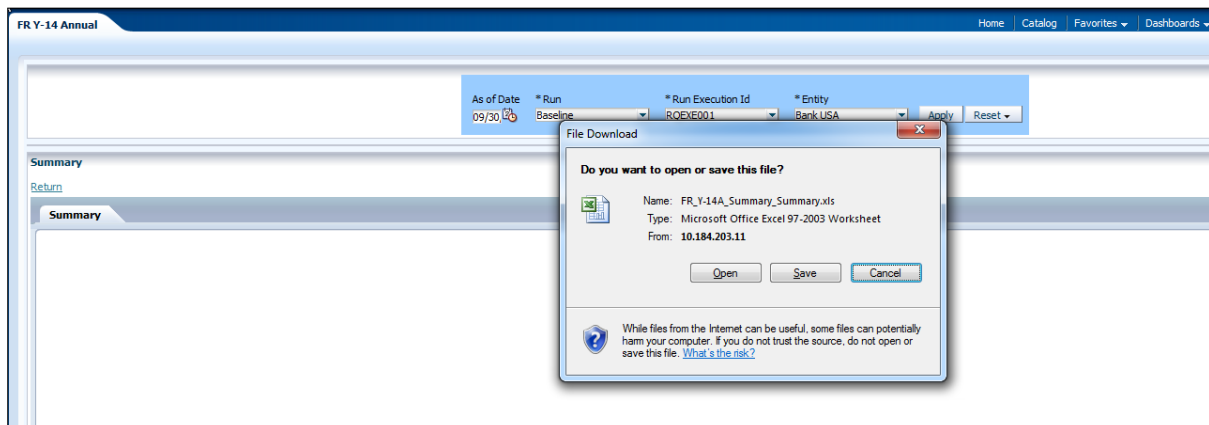 FR Y-14 Annual
Home Catalog Favorites Dashboards
As of Date * Run * Run Execution Id * Entity
09/30, Baseline RQEXE001 Bank USA Apply Reset
File Download
Do you want to open or save this file?
Name: FR_Y-14A_Summary_Summary.xls
Type: Microsoft Office Excel 97-2003 Worksheet
From: 10.184.203.11
Open Save Cancel
While files from the Internet can be useful, some files can potentially
harm your computer. If you do not trust the source, do not open or
save this file. What's the risk?
Summary
Return
Summary